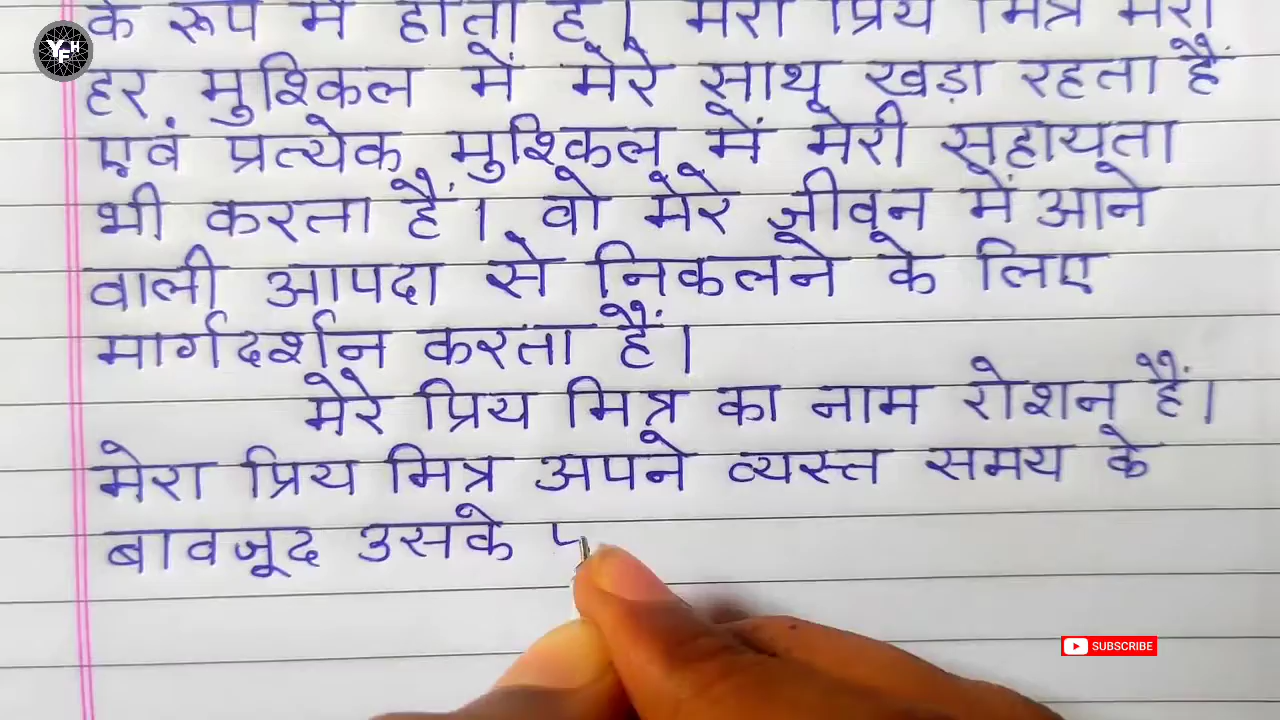 के रूप में होता है। मेरा प्रिय मित्र मेरी
हर मुश्किल में मेरे साथ खड़ा रहता हैं
एवं प्रत्येक मुश्किल में मेरी सहायता
भी करता हैं। वो मेरे जीवन में आने
वाली आपदा से निकलने के लिए
मार्गदर्शन करता हैं।
मेरे प्रिय मित्र का नाम रोशन हैं।
मेरा प्रिय मित्र अपने व्यस्त समय के
बावजूद उसके
YFH
SUBSCRIBE